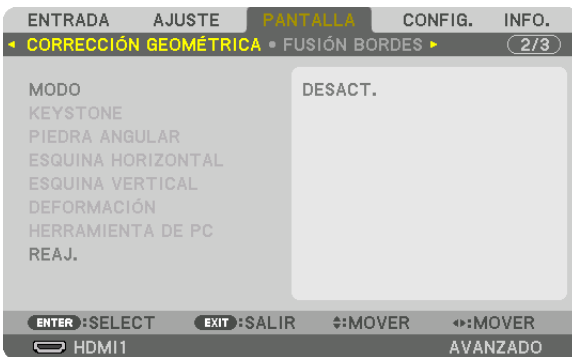 ENTRADA AJUSTE PANTALLA CONFIG. INFO.
CORRECCIÓN GEOMÉTRICA • FUSIÓN BORDES 2/3
MODO DESACT.
KEYSTONE
PIEDRA ANGULAR
ESQUINA HORIZONTAL
ESQUINA VERTICAL
DEFORMACIÓN
HERRAMIENTA DE PC
REAJ.
ENTER :SELECT EXIT :SALIR :MOVER :MOVER
HDMI1 AVANZADO